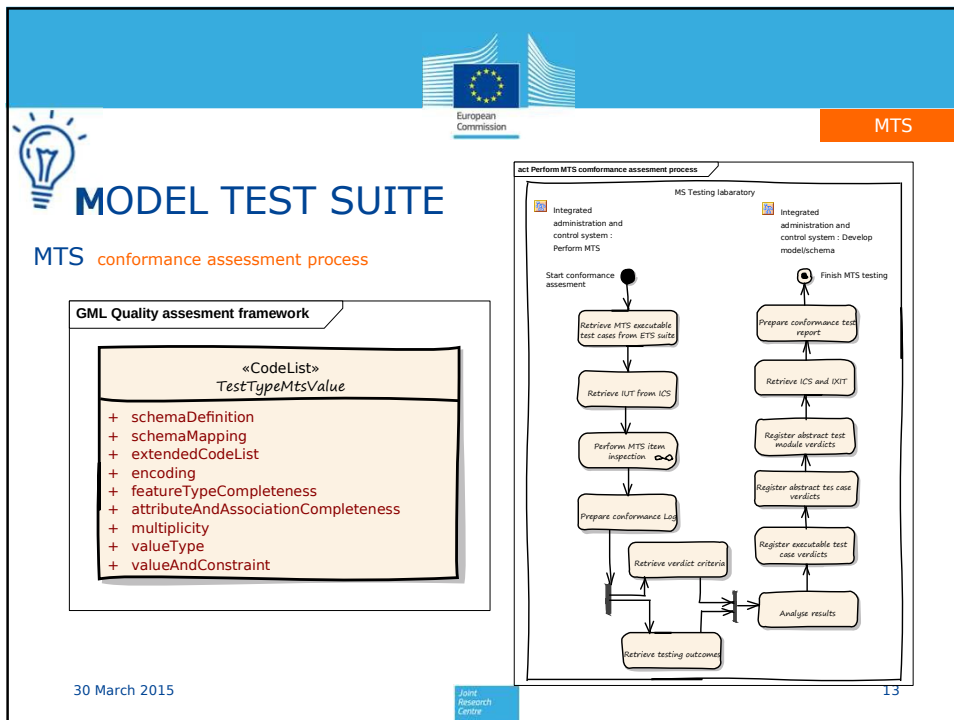 European
Commission
MTS
MODEL TEST SUITE
MTS conformance assessment process
GML Quality assesment framework
«CodeList»
TestTypeMtsValue
+ schemaDefinition
+ schemaMapping
+ extendedCodeList
+ encoding
+ featureTypeCompleteness
+ attributeAndAssociationCompleteness
+ multiplicity
+ valueType
+ valueAndConstraint
act Perform MTS comformance assesment process
MS Testing labaratory
Integrated
administration and
control system :
Perform MTS
Integrated
administration and
control system : Develop
model/schema
Start conformance
assesment
Finish MTS testing
Retrieve MTS executable
test cases from ETS suite
Retrieve IUT from ICS
Perform MTS item
inspection
Prepare conformance Log
Retrieve verdict criteria
Retrieve testing outcomes
Analyse results
Register executable test
case verdicts
Register abstract tes case
verdicts
Register abstract test
module verdicts
Retrieve ICS and IXIT
Prepare conformance test
report
30 March 2015
Joint
Research
Centre
13